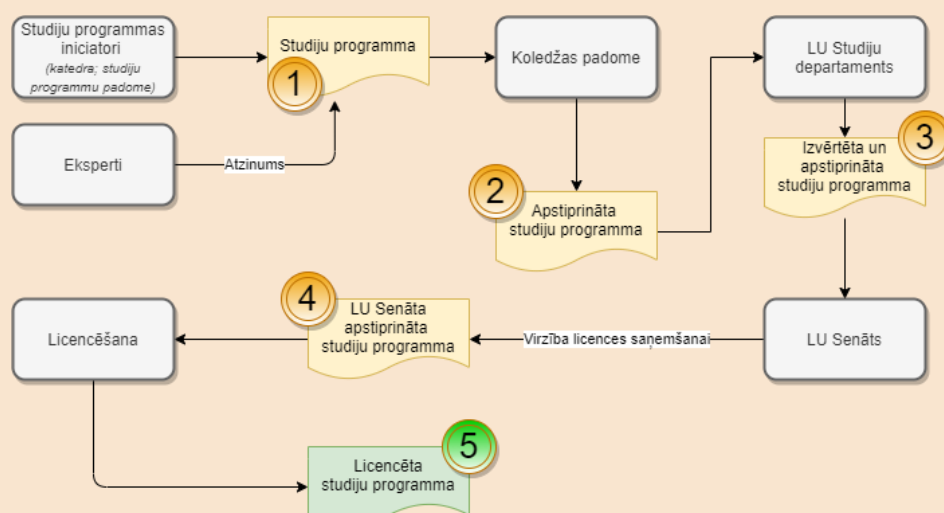 Studiju programmas
iniciatori
(katedra; studiju
programmu padome)
Studiju programma
1
Koledžas padome
LU Studiju
departaments
Eksperti
Atzinums
2
Apstiprināta
studiju programma
3
Izvērtēta un
apstiprināta
studiju programma
Licencēšana
4
LU Senāta
apstiprināta
studiju programma
Virzība licences saņemšanai
LU Senāts
5
Licencēta
studiju programma